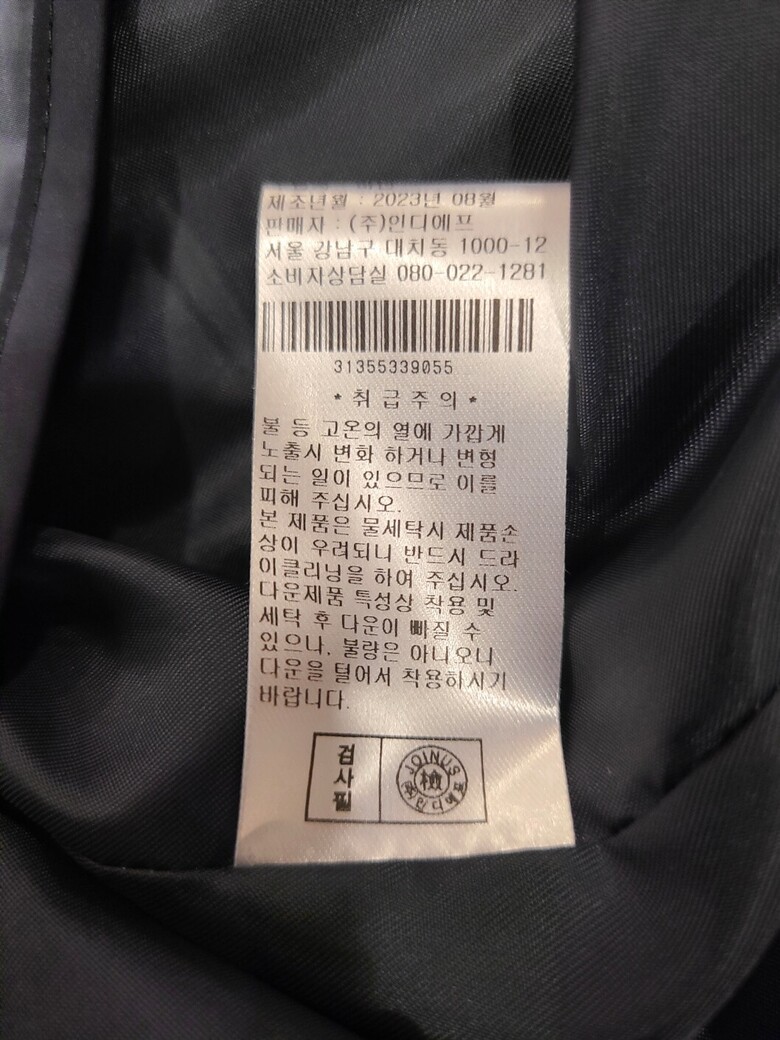 제조년월 : 2023년 08월
판매자 : (주)인디에프
서울 강남구 대치동 1000-12
소비자상담실 080-022-1281
31355339055
* 취 급 주 의 *
불 등 고온의 열에 가깝게
노출시 변화 하거나 변형
되는 일이 있으므로 이를
피해 주십시오.
본 제품은 물세탁시 제품손
상이 우려되니 반드시 드라
이클리닝을 하여 주십시오.
다운제품 특성상 착용 및
세탁 후 다운이 빠질 수
있으나, 불량은 아니오니
다운을 털어서 착용하시기
바랍니다.
검사필
JOINUS
檢
(주)인디에프